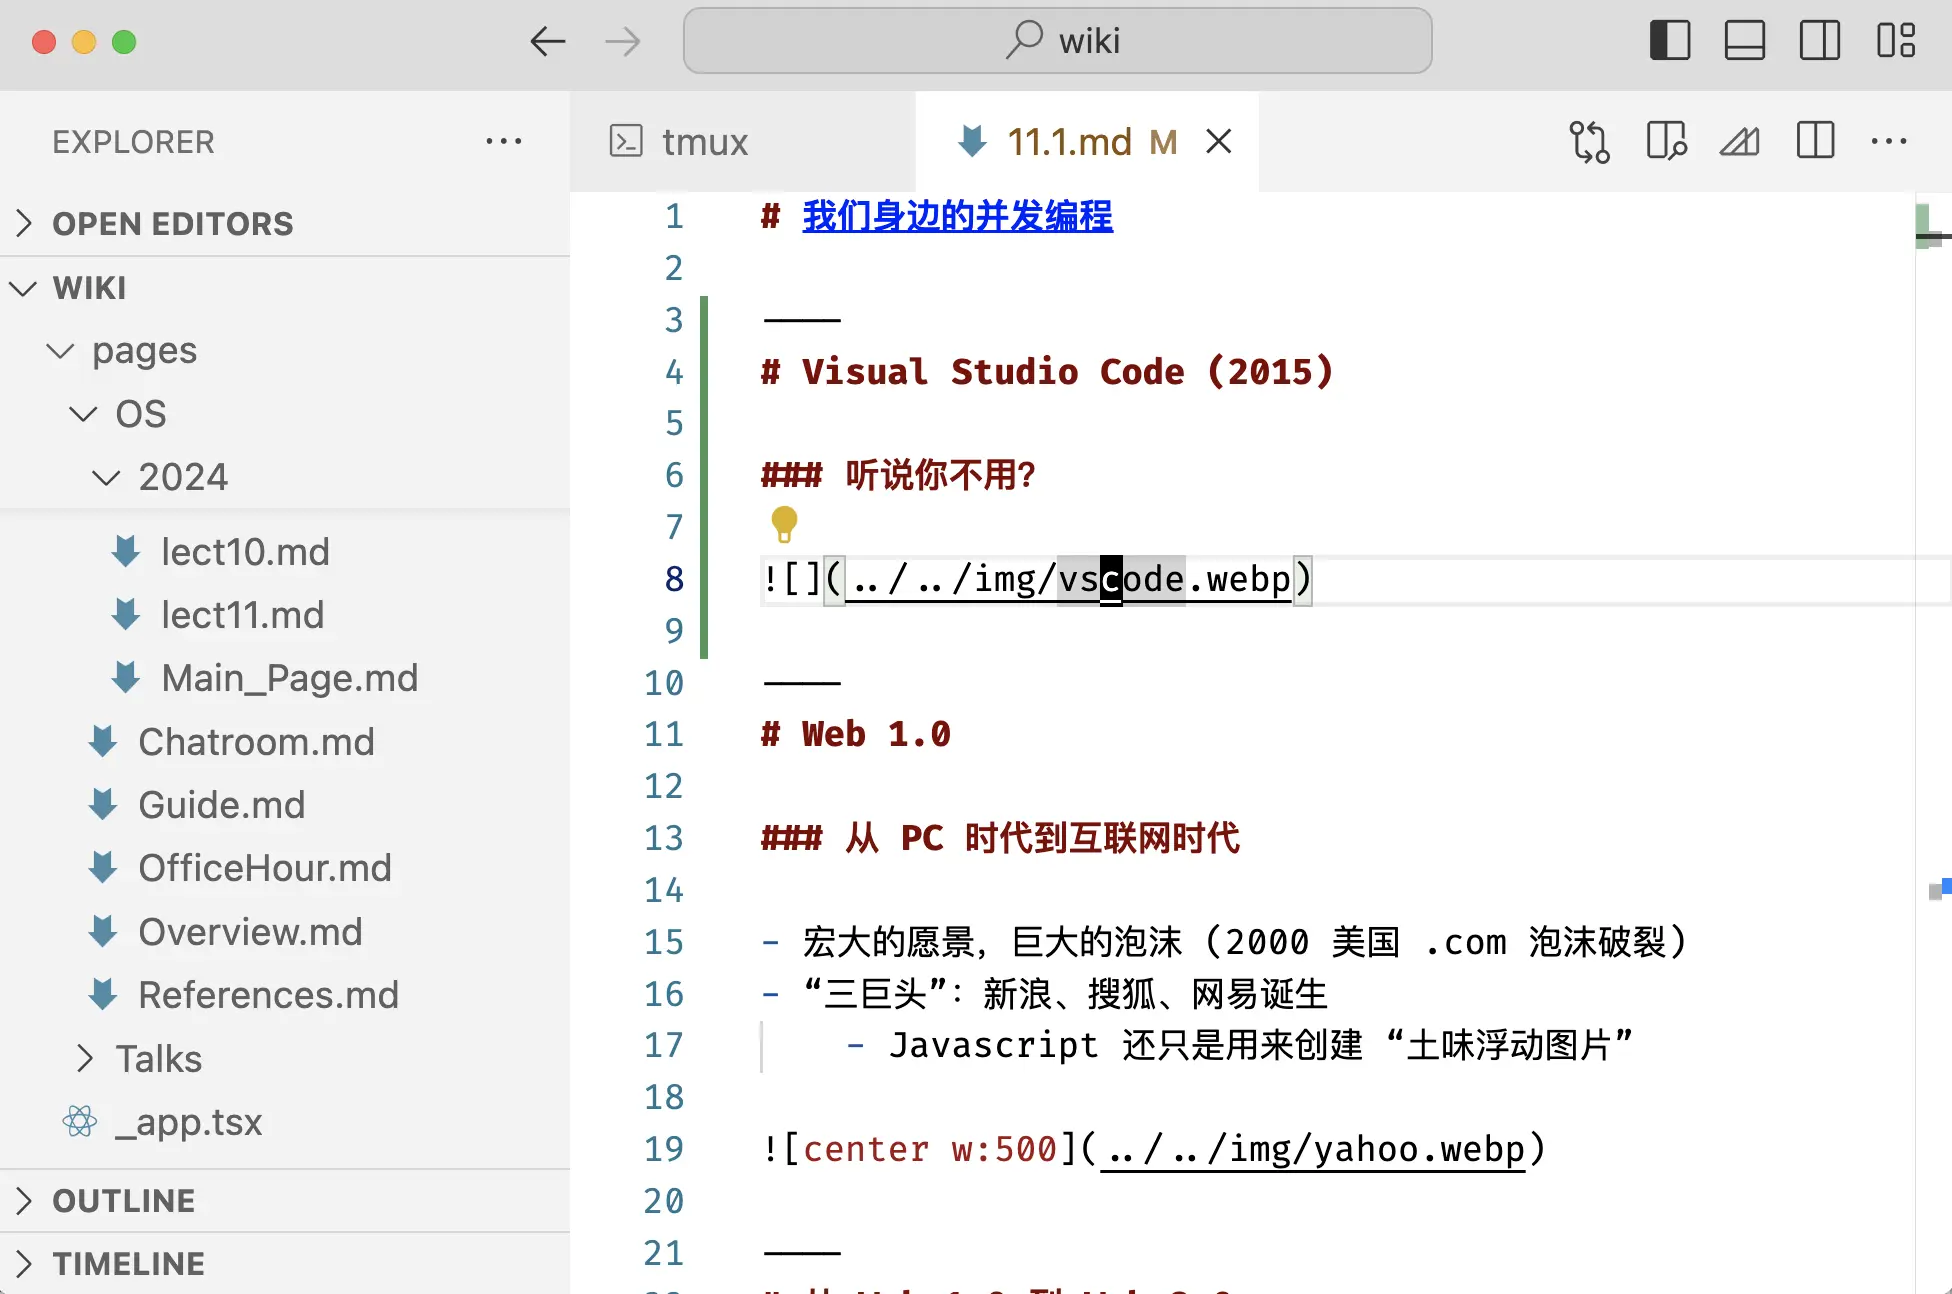 wiki
EXPLORER
OPEN EDITORS
WIKI
pages
OS
2024
lect10.md
lect11.md
Main_Page.md
Chatroom.md
Guide.md
OfficeHour.md
Overview.md
References.md
Talks
_app.tsx
OUTLINE
TIMELINE
tmux
11.1.md M
1 # 我们身边的并发编程
2
3 ----
4 # Visual Studio Code (2015)
5
6 ### 听说你不用?
7
8 ![](../../img/vscode.webp)
9
10 ----
11 # Web 1.0
12
13 ### 从 PC 时代到互联网时代
14
15 - 宏大的愿景,巨大的泡沫 (2000 美国 .com 泡沫破裂)
16 - “三巨头”: 新浪、搜狐、网易诞生
17 - Javascript 还只是用来创建 “土味浮动图片”
18
19 ![center w:500](../../img/yahoo.webp)
20
21 ----